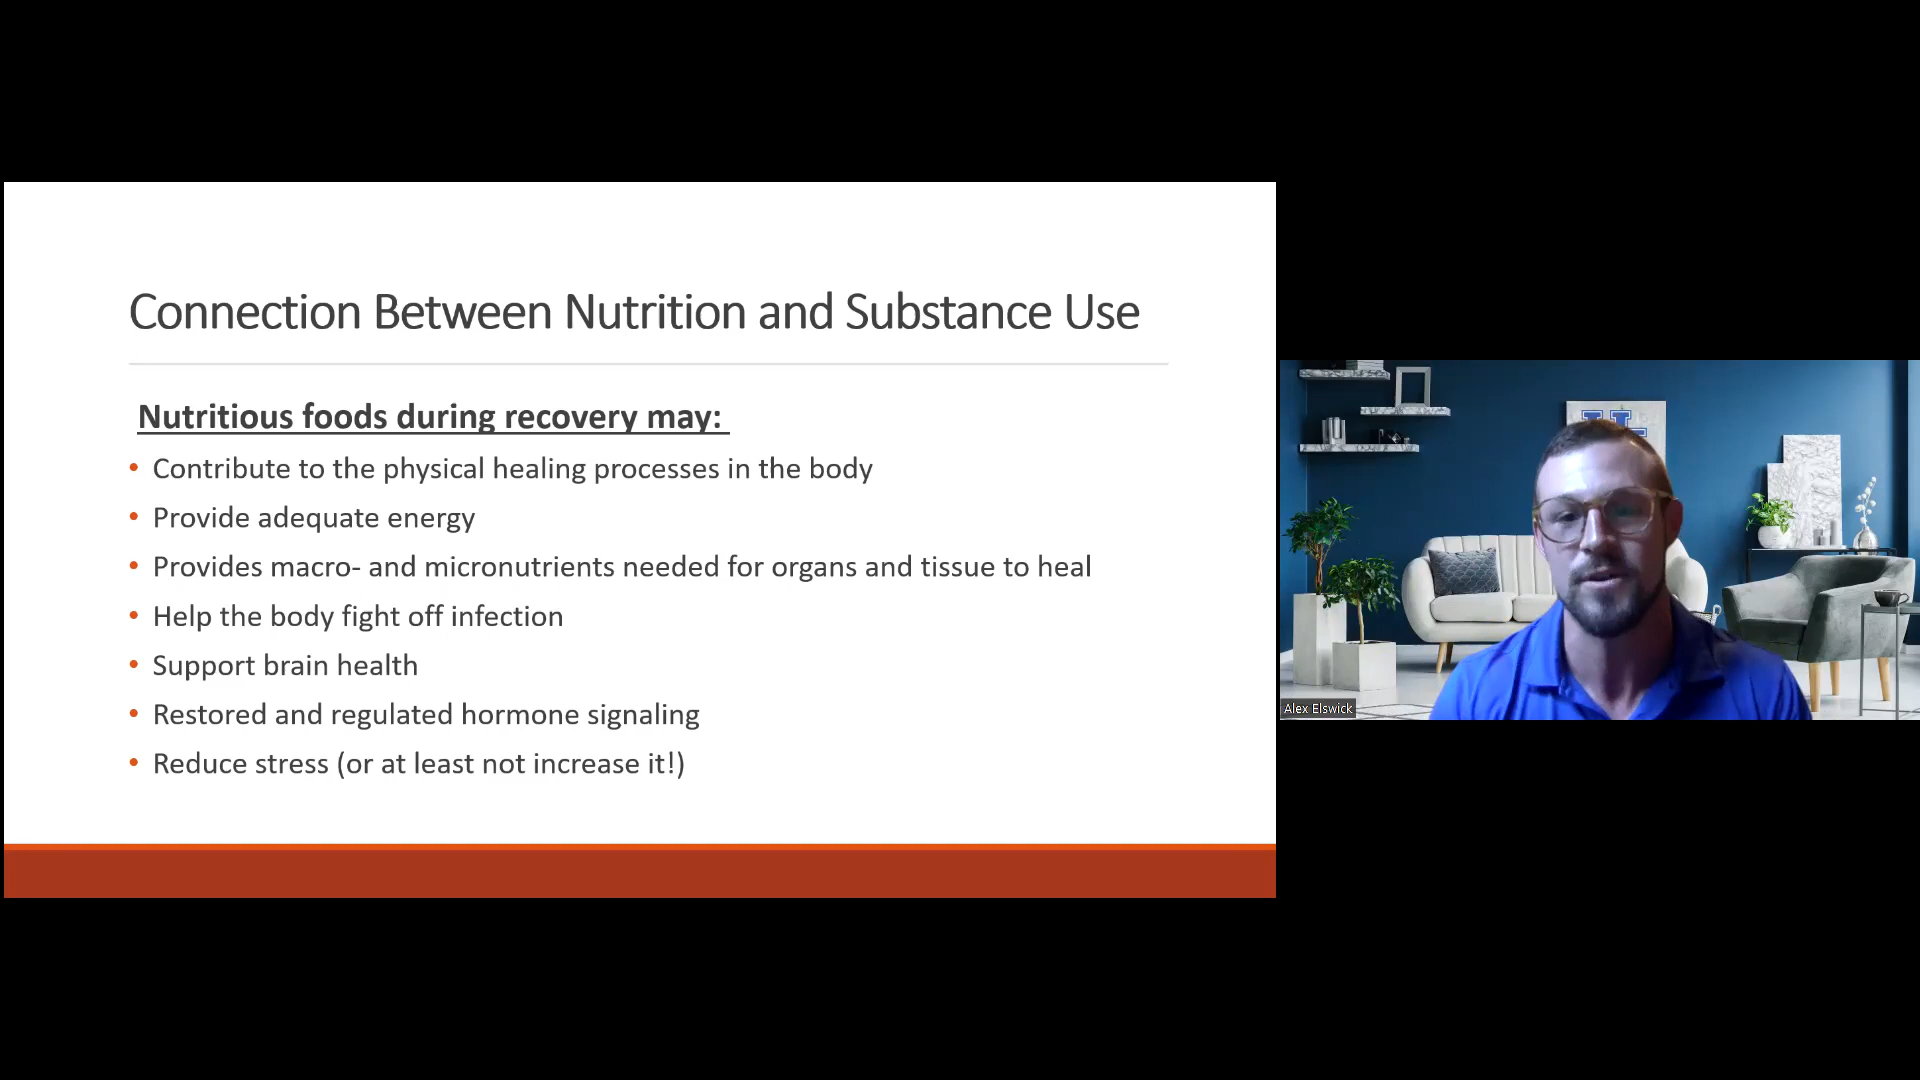 Connection Between Nutrition and Substance Use
Nutritious foods during recovery may:
• Contribute to the physical healing processes in the body
• Provide adequate energy
• Provides macro- and micronutrients needed for organs and tissue to heal
• Help the body fight off infection
• Support brain health
• Restored and regulated hormone signaling
• Reduce stress (or at least not increase it!)
Alex Elswick